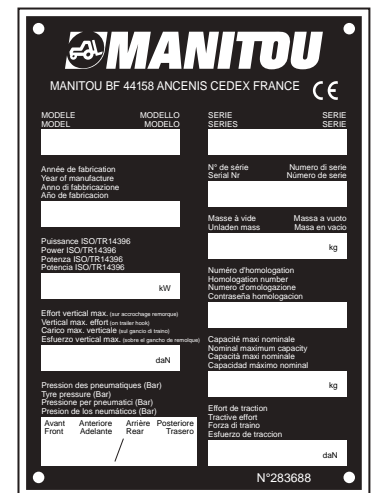 MANITOU
MANITOU BF 44158 ANCENIS CEDEX FRANCE CE
MODELE MODELLO
MODEL MODELO
Année de fabrication
Year of manufacture
Anno di fabbricazione
Año de fabricacion
Puissance ISO/TR14396
Power ISO/TR14396
Potenza ISO/TR14396
Potencia ISO/TR14396
kW
Effort vertical max. (sur accrochage remorque)
Vertical max. effort (on trailer hook)
Carico max. verticale (sul gancio di traino)
Esfuerzo vertical max. (sobre el gancho de remolque)
daN
Pression des pneumatiques (Bar)
Tyre pressure (Bar)
Pressione per pneumatici (Bar)
Presion de los neumáticos (Bar)
Avant Anteriore Arrière Posteriore
Front Adelante Rear Trasero
/
SERIE SERIE
SERIES SERIE
N° de série Numero di serie
Serial Nr Número de serie
Masse à vide Massa a vuoto
Unladen mass Masa en vacio
kg
Numéro d'homologation
Homologation number
Numero d'omologazione
Contraseña homologacion
Capacité maxi nominale
Nominal maximum capacity
Capacità maxi nominale
Capacidad máximo nominal
kg
Effort de traction
Tractive effort
Forza di traino
Esfuerzo de traccion
daN
N°283688